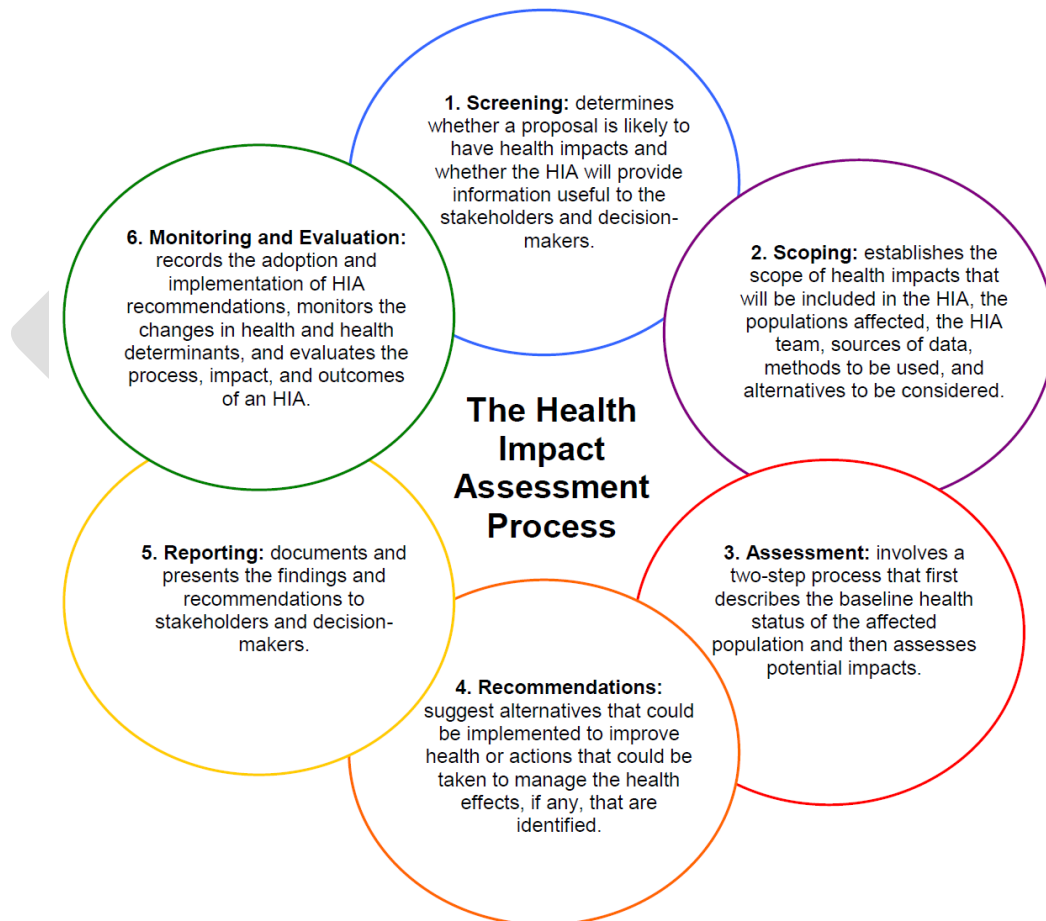 1. Screening: determines
whether a proposal is likely to
have health impacts and
whether the HIA will provide
information useful to the
stakeholders and decision-
makers.
2. Scoping: establishes the
scope of health impacts that
will be included in the HIA, the
populations affected, the HIA
team, sources of data,
methods to be used, and
alternatives to be considered.
3. Assessment: involves a
two-step process that first
describes the baseline health
status of the affected
population and then assesses
potential impacts.
4. Recommendations:
suggest alternatives that could
be implemented to improve
health or actions that could be
taken to manage the health
effects, if any, that are
identified.
5. Reporting: documents and
presents the findings and
recommendations to
stakeholders and decision-
makers.
6. Monitoring and Evaluation:
records the adoption and
implementation of HIA
recommendations, monitors the
changes in health and health
determinants, and evaluates the
process, impact, and outcomes
of an HIA.
The Health
Impact
Assessment
Process